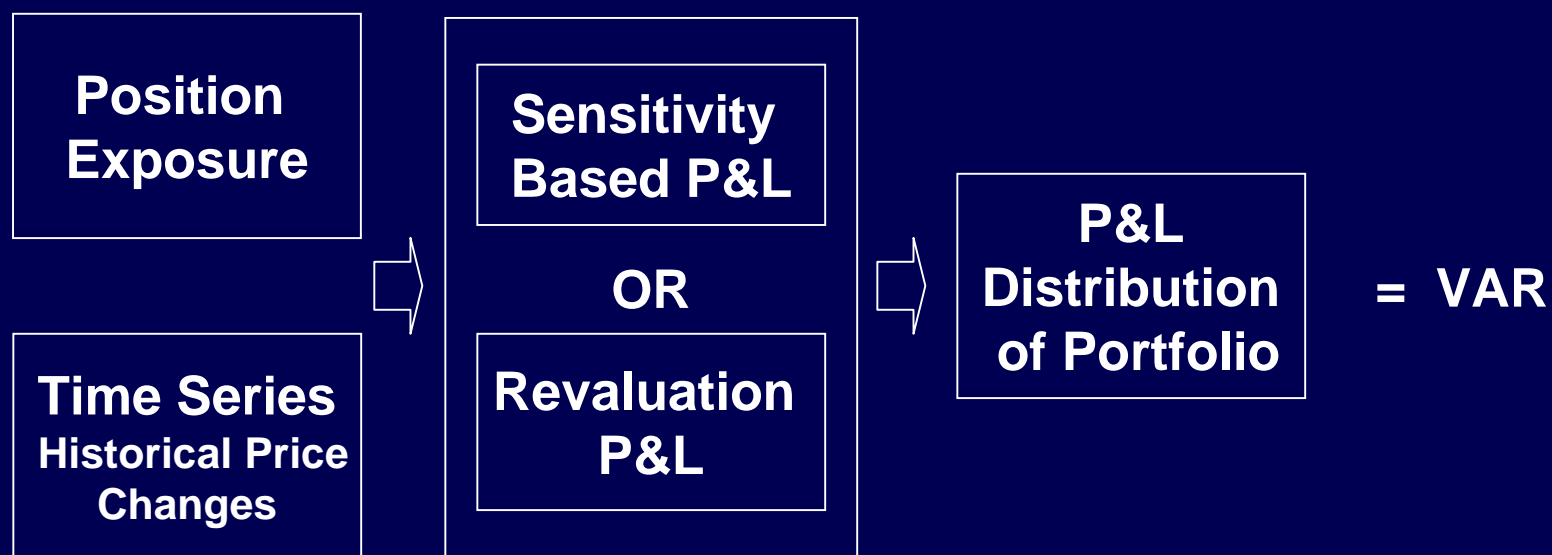 Position
Exposure
Time Series
Historical Price
Changes
Sensitivity
Based P&L
OR
Revaluation
P&L
P&L
Distribution
of Portfolio
= VAR